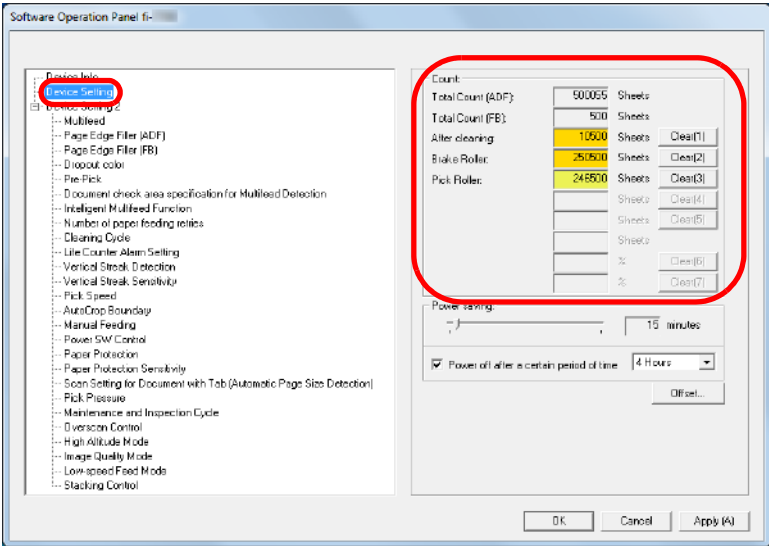 Software Operation Panel fi-
Device Info
Device Setting
Device Setting 2
Multifeed
Page Edge Filler (ADF)
Page Edge Filler (FB)
Dropout color
Pre-Pick
Document check area specification for Multifeed Detection
Intelligent Multifeed Function
Number of paper feeding retries
Cleaning Cycle
Life Counter Alarm Setting
Vertical Streak Detection
Vertical Streak Sensitivity
Pick Speed
AutoCrop Boundary
Manual Feeding
Power SW Control
Paper Protection
Paper Protection Sensitivity
Scan Setting for Document with Tab (Automatic Page Size Detection)
Pick Pressure
Maintenance and Inspection Cycle
Overscan Control
High Altitude Mode
Image Quality Mode
Low-speed Feed Mode
Stacking Control
Count:
Total Count (ADF): 500055 Sheets
Total Count (FB): 500 Sheets
After cleaning: 10500 Sheets Clear(1)
Brake Roller: 250500 Sheets Clear(2)
Pick Roller: 246500 Sheets Clear(3)
Sheets Clear(4)
Sheets Clear(5)
Sheets
% Clear(6)
% Clear(7)
Power saving:
15 minutes
Power off after a certain period of time 4 Hours
Offset...
OK Cancel Apply (A)